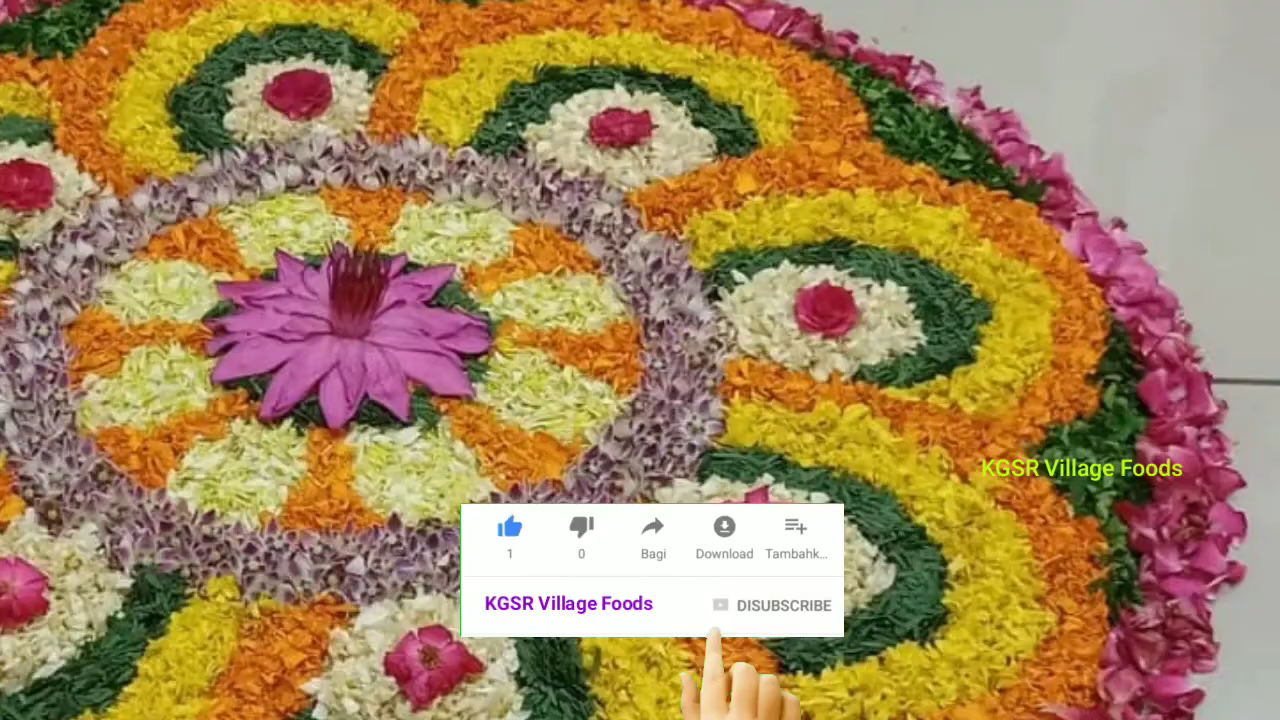 KGSR Village Foods
1
0
Bagi
Download
Tambahk...
KGSR Village Foods
DISUBSCRIBE